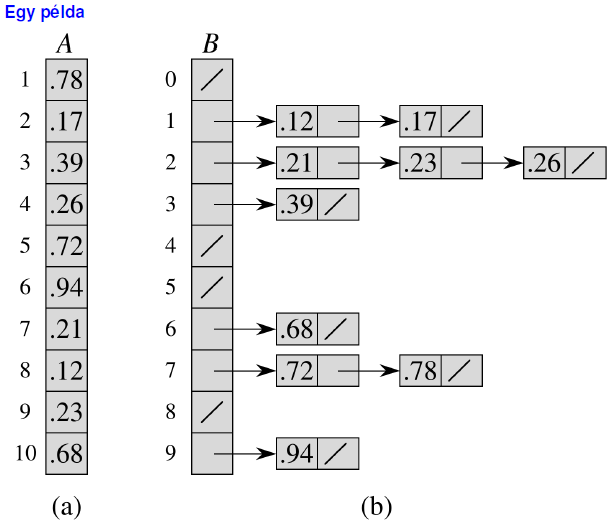 Egy példa
A B
1 .78 0 /
2 .17 1 .12 .17 /
3 .39 2 .21 .23 .26 /
4 .26 3 .39 /
5 .72 4 /
6 .94 5 /
7 .21 6 .68 /
8 .12 7 .72 .78 /
9 .23 8 /
10 .68 9 .94 /
(a) (b)